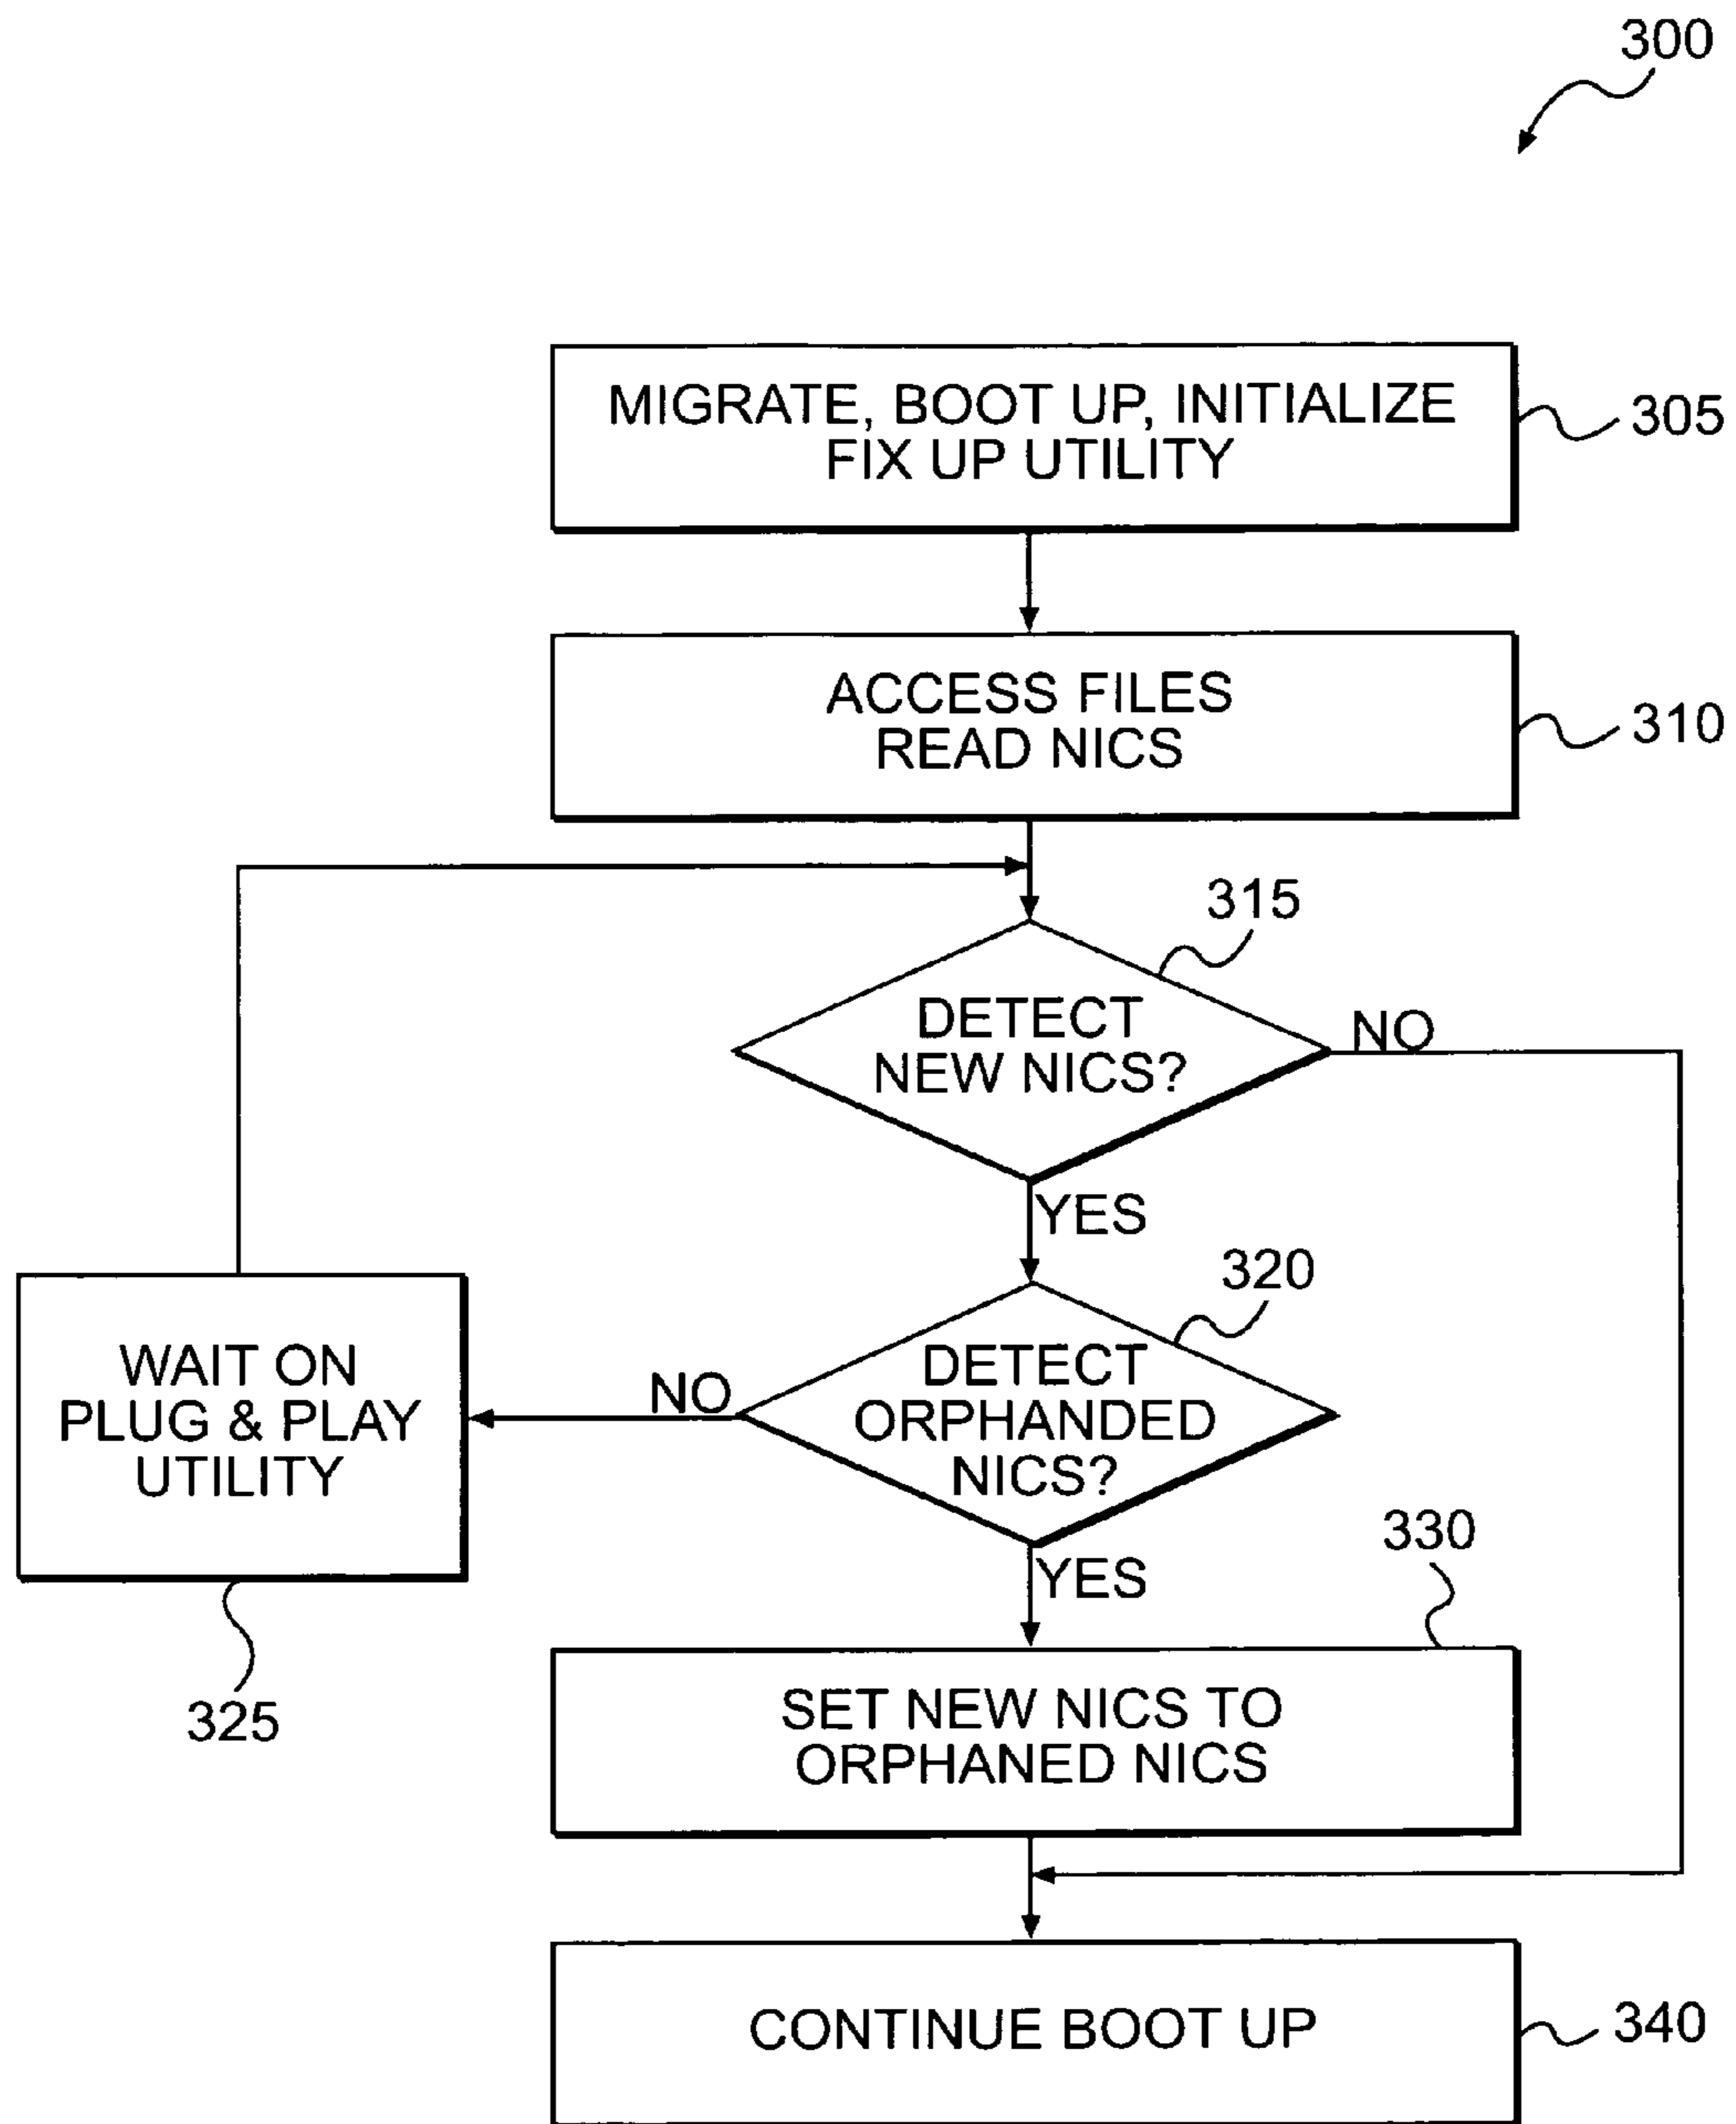 300
MIGRATE, BOOT UP, INITIALIZE
FIX UP UTILITY
305
ACCESS FILES
READ NICS
310
315
DETECT
NEW NICS?
NO
YES
320
DETECT
ORPHANDED
NICS?
NO
WAIT ON
PLUG & PLAY
UTILITY
325
YES
330
SET NEW NICS TO
ORPHANED NICS
CONTINUE BOOT UP
340